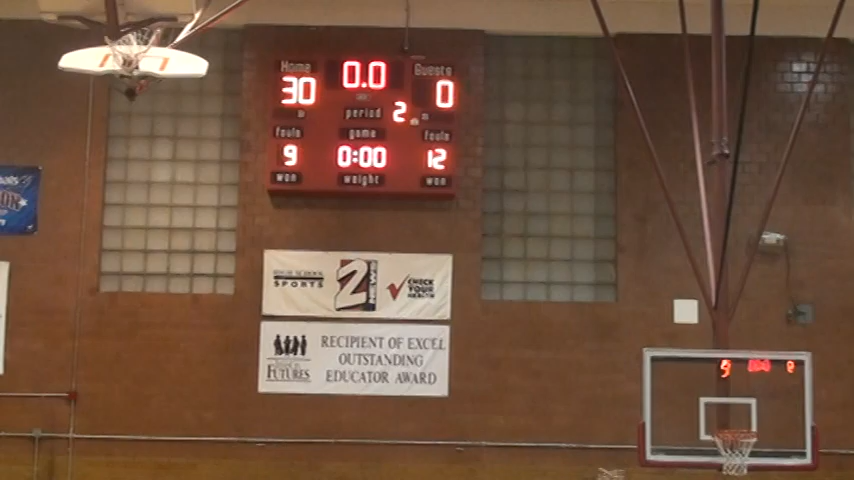 Home 0.0 Guests
30 0
period 2
fouls game fouls
9 0:00 12
won weight won
HIGH SCHOOL
SPORTS
2 NEWS
CHECK
YOUR
HEALTH
RECIPIENT OF EXCEL
OUTSTANDING
EDUCATOR AWARD
FUTURES